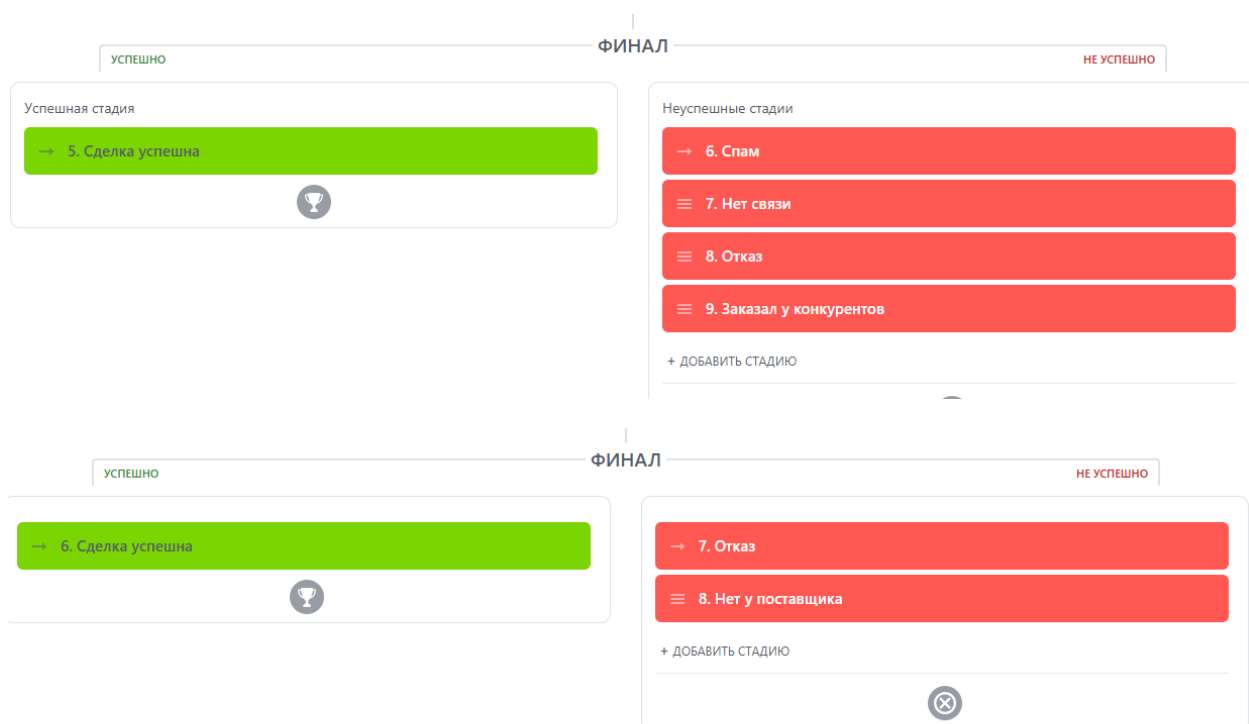 ФИНАЛ
УСПЕШНО
НЕ УСПЕШНО
Успешная стадия
→ 5. Сделка успешна
Неуспешные стадии
→ 6. Спам
7. Нет связи
8. Отказ
9. Заказал у конкурентов
+ ДОБАВИТЬ СТАДИЮ
ФИНАЛ
УСПЕШНО
НЕ УСПЕШНО
→ 6. Сделка успешна
→ 7. Отказ
8. Нет у поставщика
+ ДОБАВИТЬ СТАДИЮ